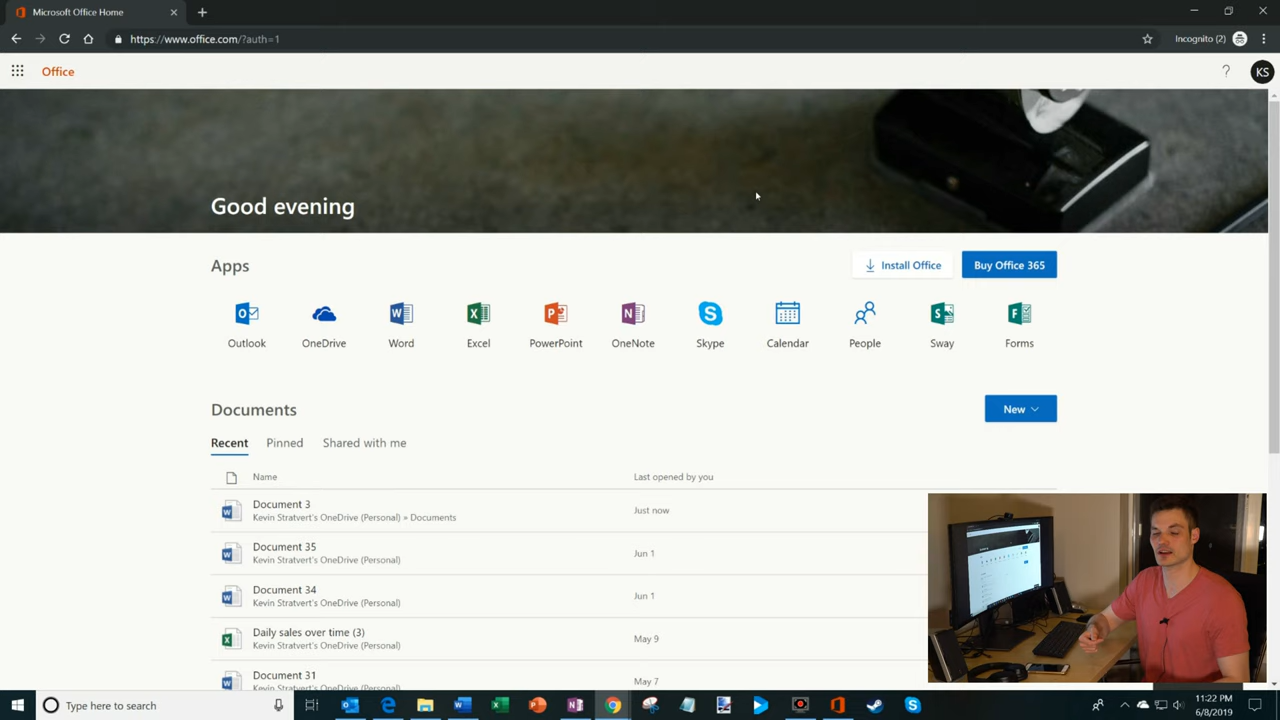 Microsoft Office Home
https://www.office.com/?auth=1
Incognito (2)
Office
?
KS
Good evening
Apps
Install Office
Buy Office 365
Outlook
OneDrive
Word
Excel
PowerPoint
OneNote
Skype
Calendar
People
Sway
Forms
Documents
New
Recent
Pinned
Shared with me
Name
Last opened by you
Document 3
Kevin Stratvert's OneDrive (Personal) » Documents
Just now
Document 35
Kevin Stratvert's OneDrive (Personal)
Jun 1
Document 34
Kevin Stratvert's OneDrive (Personal)
Jun 1
Daily sales over time (3)
Kevin Stratvert's OneDrive (Personal)
May 9
Document 31
Kevin Stratvert's OneDrive (Personal)
May 7
Type here to search
11:22 PM
6/8/2019